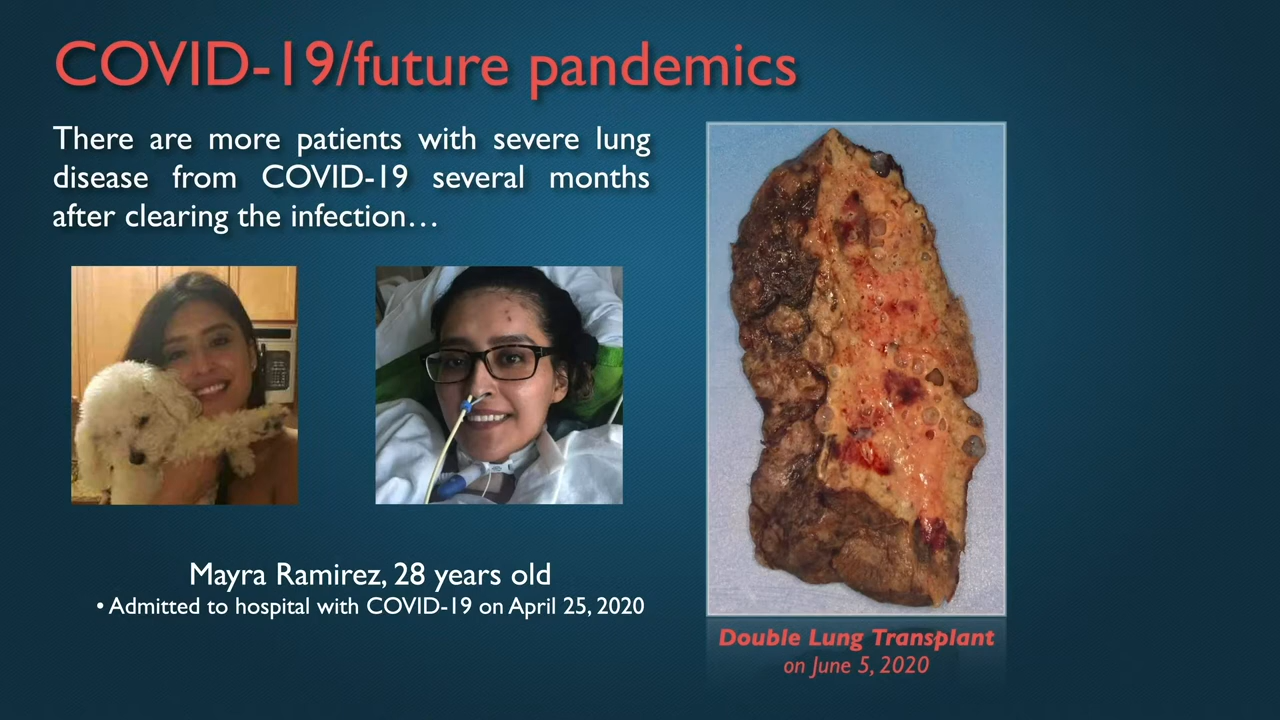 COVID-19/future pandemics
There are more patients with severe lung
disease from COVID-19 several months
after clearing the infection…
Mayra Ramirez, 28 years old
• Admitted to hospital with COVID-19 on April 25, 2020
Double Lung Transplant
on June 5, 2020